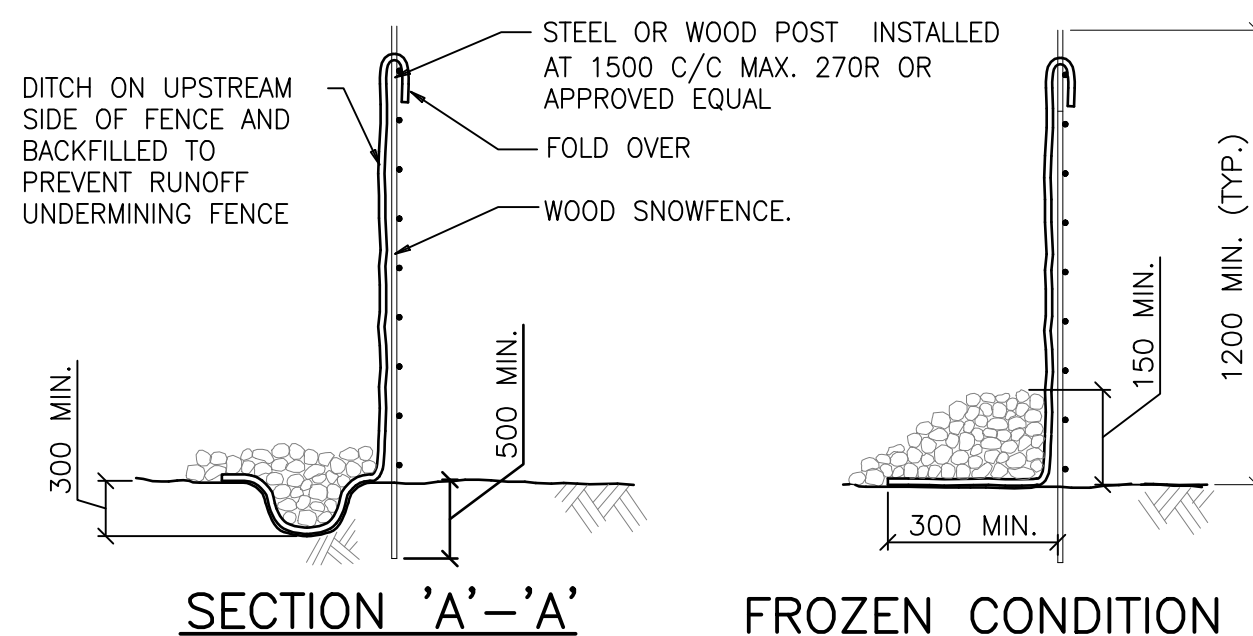 STEEL OR WOOD POST INSTALLED
AT 1500 C/C MAX. 270R OR
APPROVED EQUAL
DITCH ON UPSTREAM
SIDE OF FENCE AND
BACKFILLED TO
PREVENT RUNOFF
UNDERMINING FENCE
FOLD OVER
WOOD SNOWFENCE.
300 MIN.
500 MIN.
SECTION 'A'-'A'
1200 MIN. (TYP.)
150 MIN.
300 MIN.
FROZEN CONDITION